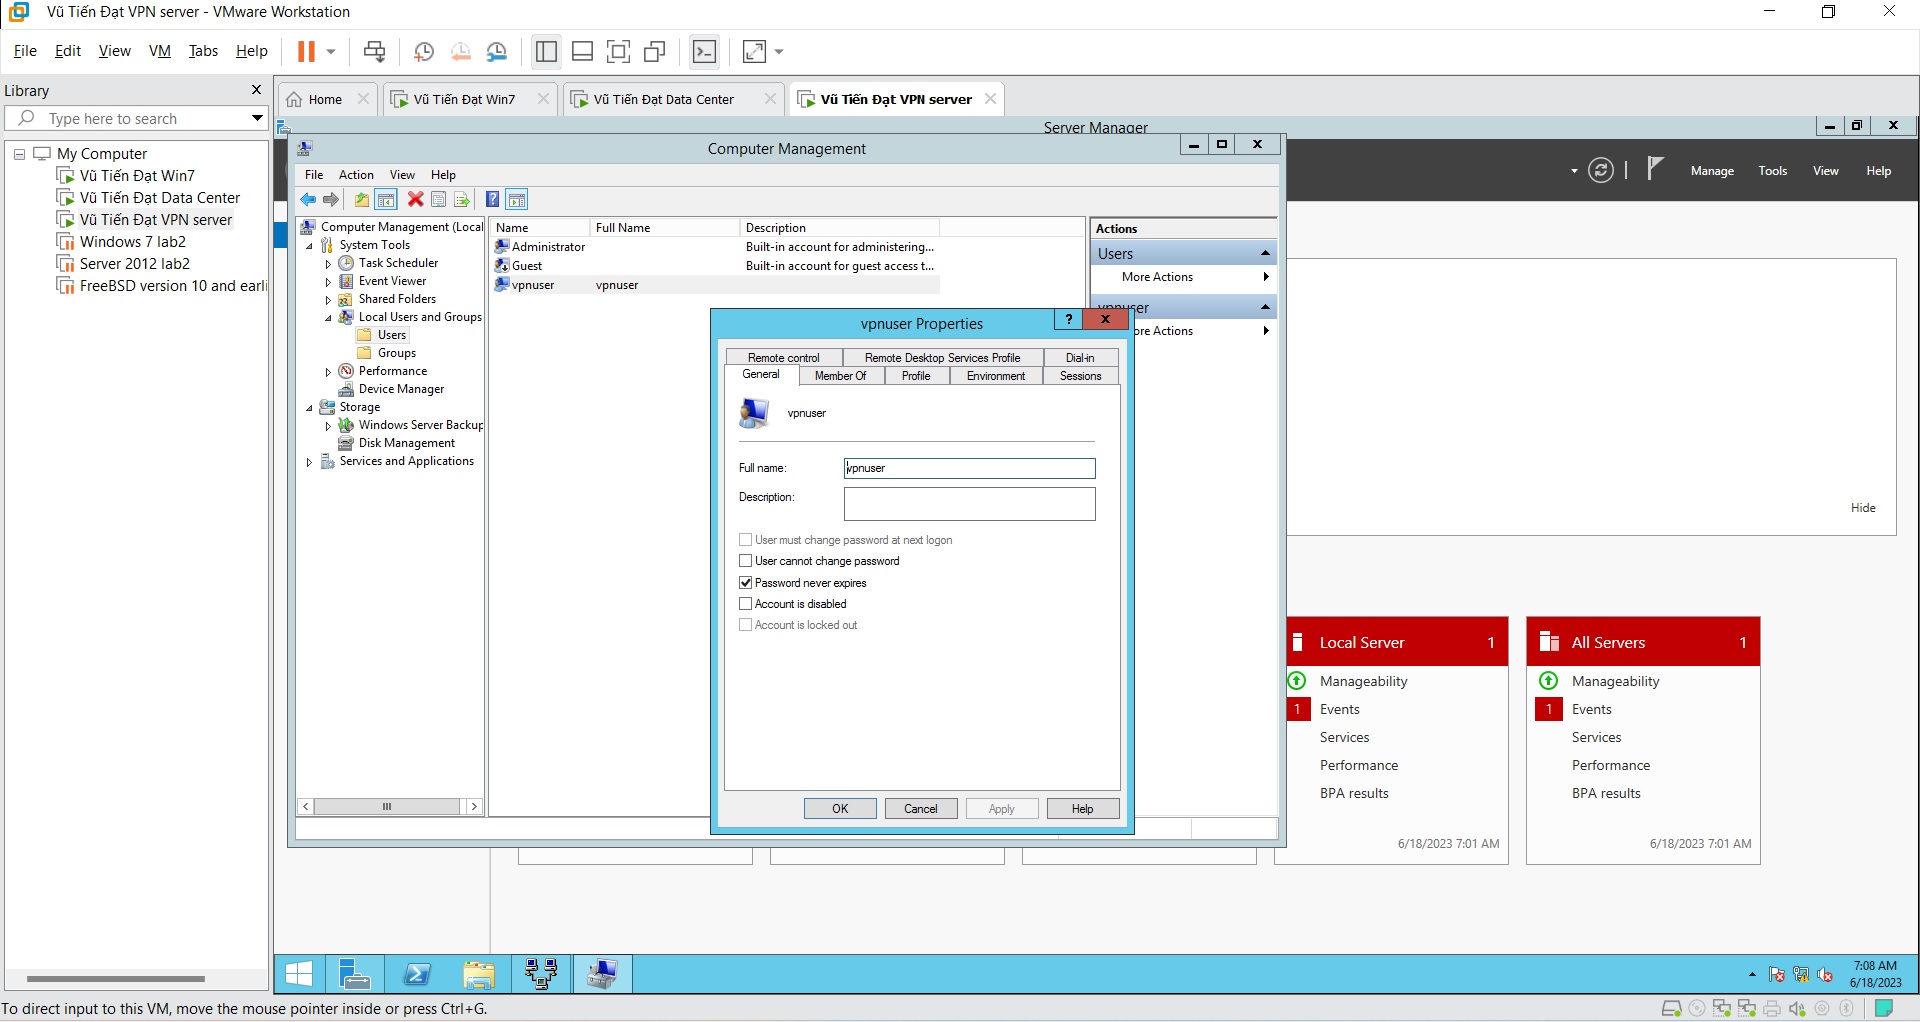 Vũ Tiến Đạt VPN server - VMware Workstation
File Edit View VM Tabs Help
Library
Type here to search
My Computer
Vũ Tiến Đạt Win7
Vũ Tiến Đạt Data Center
Vũ Tiến Đạt VPN server
Windows 7 lab2
Server 2012 lab2
FreeBSD version 10 and earli
Home
Vũ Tiến Đạt Win7
Vũ Tiến Đạt Data Center
Vũ Tiến Đạt VPN server
Server Manager
Manage Tools View Help
Computer Management
File Action View Help
Computer Management (Local
System Tools
Task Scheduler
Event Viewer
Shared Folders
Local Users and Groups
Users
Groups
Performance
Device Manager
Storage
Windows Server Backup
Disk Management
Services and Applications
Name Full Name Description
Administrator Built-in account for administering...
Guest Built-in account for guest access t...
vpnuser vpnuser
Actions
Users
More Actions
vpnuser
ore Actions
vpnuser Properties
?
Remote control Remote Desktop Services Profile Dial-in
General Member Of Profile Environment Sessions
vpnuser
Full name: vpnuser
Description:
User must change password at next logon
User cannot change password
Password never expires
Account is disabled
Account is locked out
OK Cancel Apply Help
Hide
Local Server 1
Manageability
1 Events
Services
Performance
BPA results
6/18/2023 7:01 AM
All Servers 1
Manageability
1 Events
Services
Performance
BPA results
6/18/2023 7:01 AM
7:08 AM
6/18/2023
To direct input to this VM, move the mouse pointer inside or press Ctrl+G.